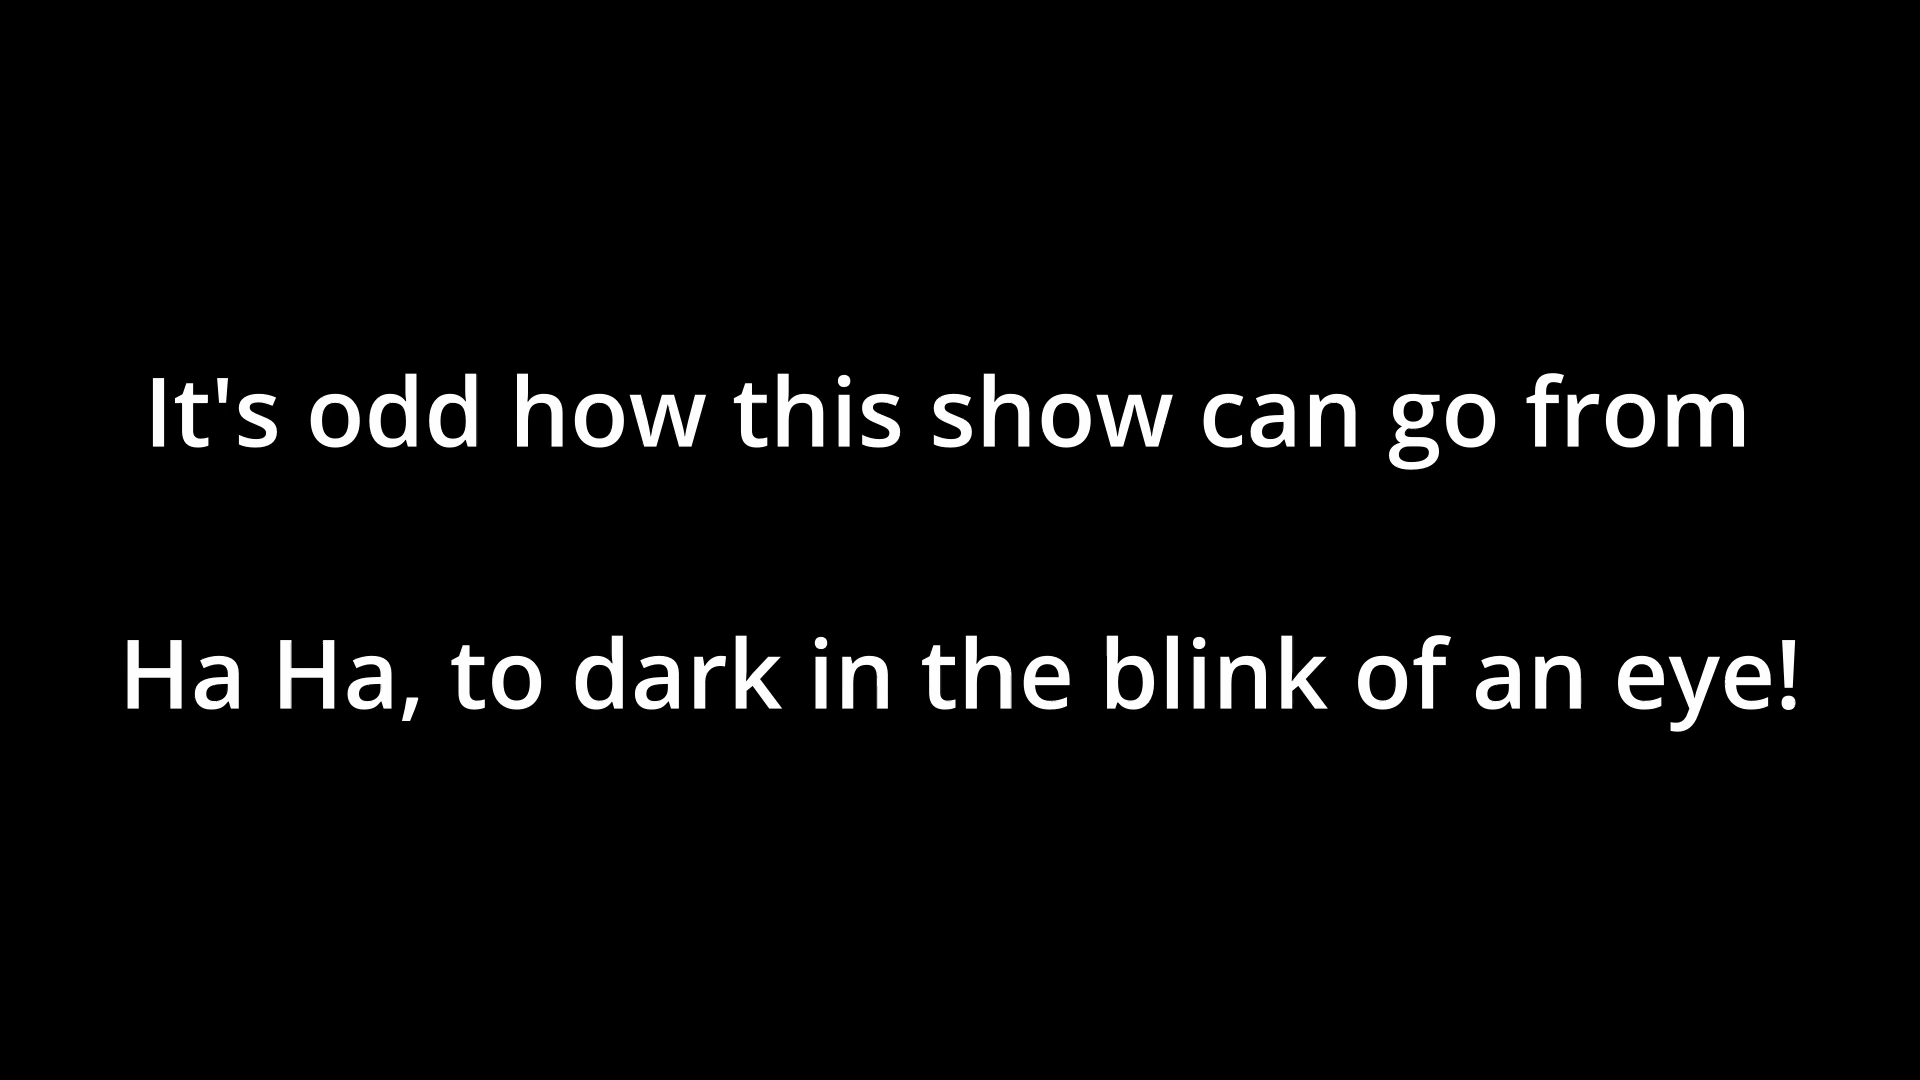 It's odd how this show can go from
Ha Ha, to dark in the blink of an eye!